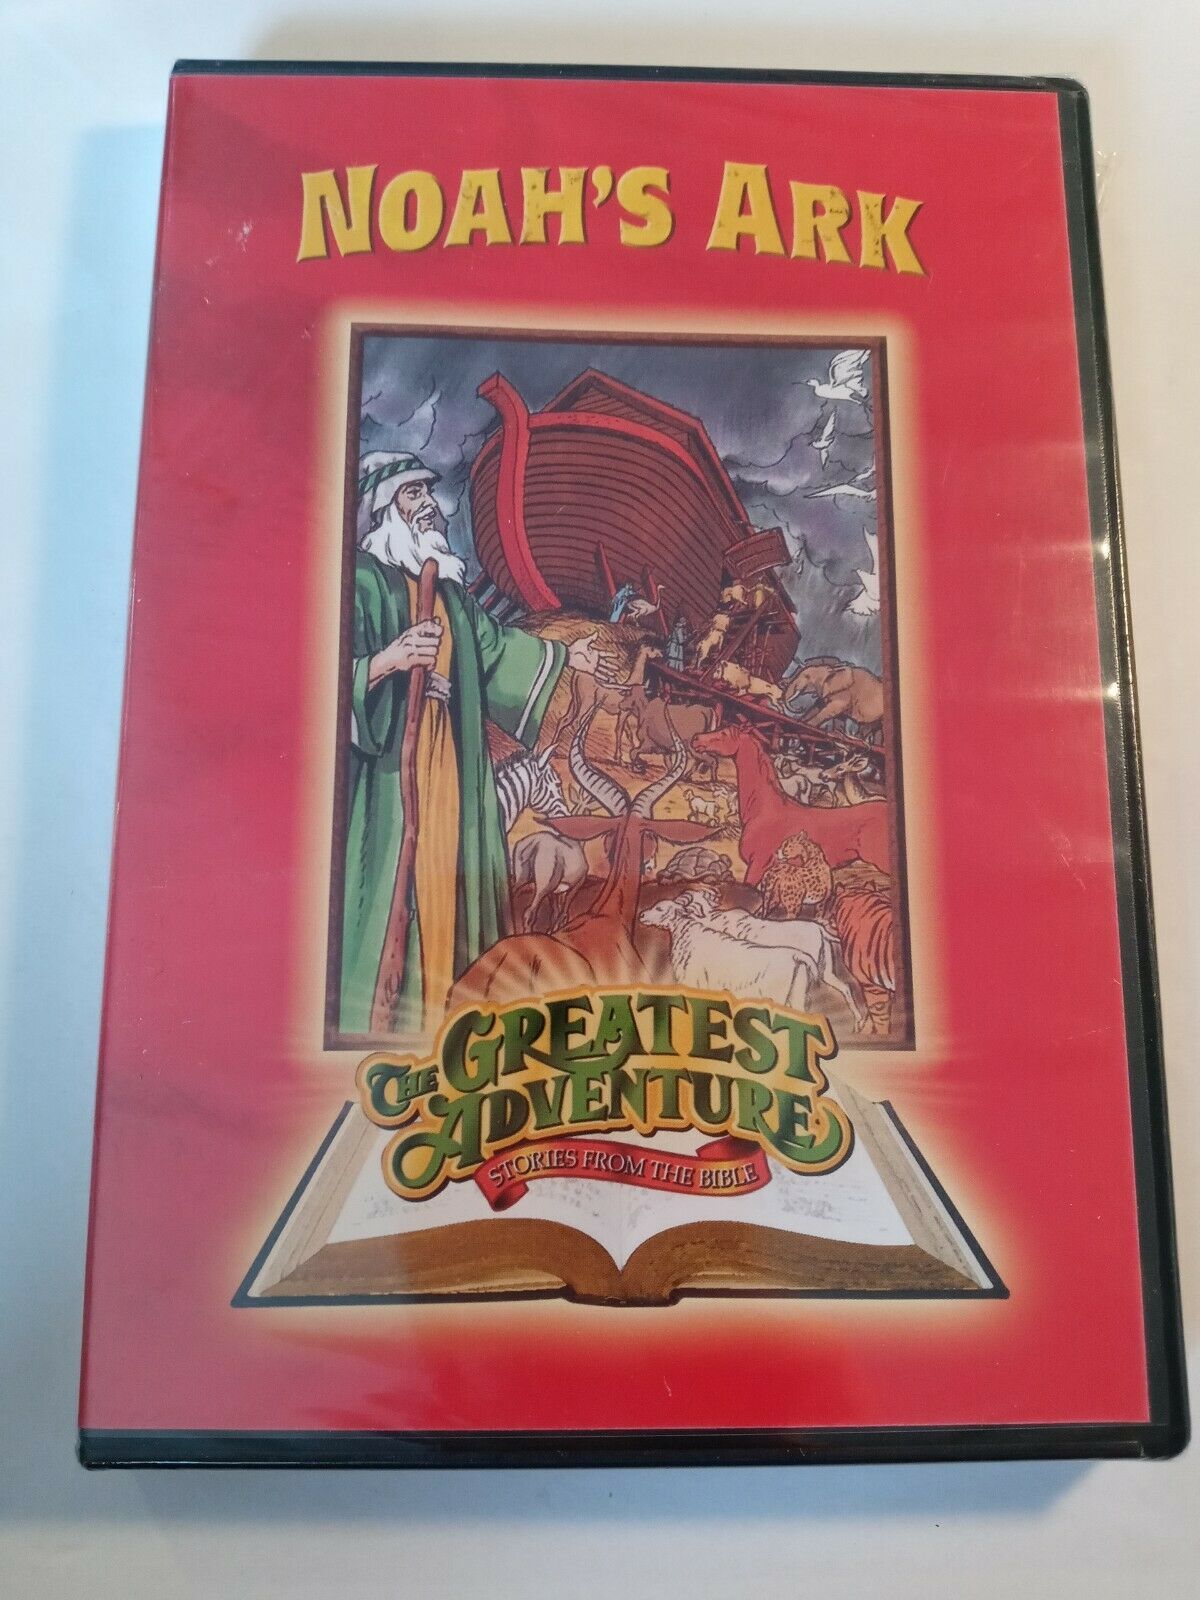 NOAH'S ARK
THE GREATEST
ADVENTURE
STORIES FROM THE BIBLE